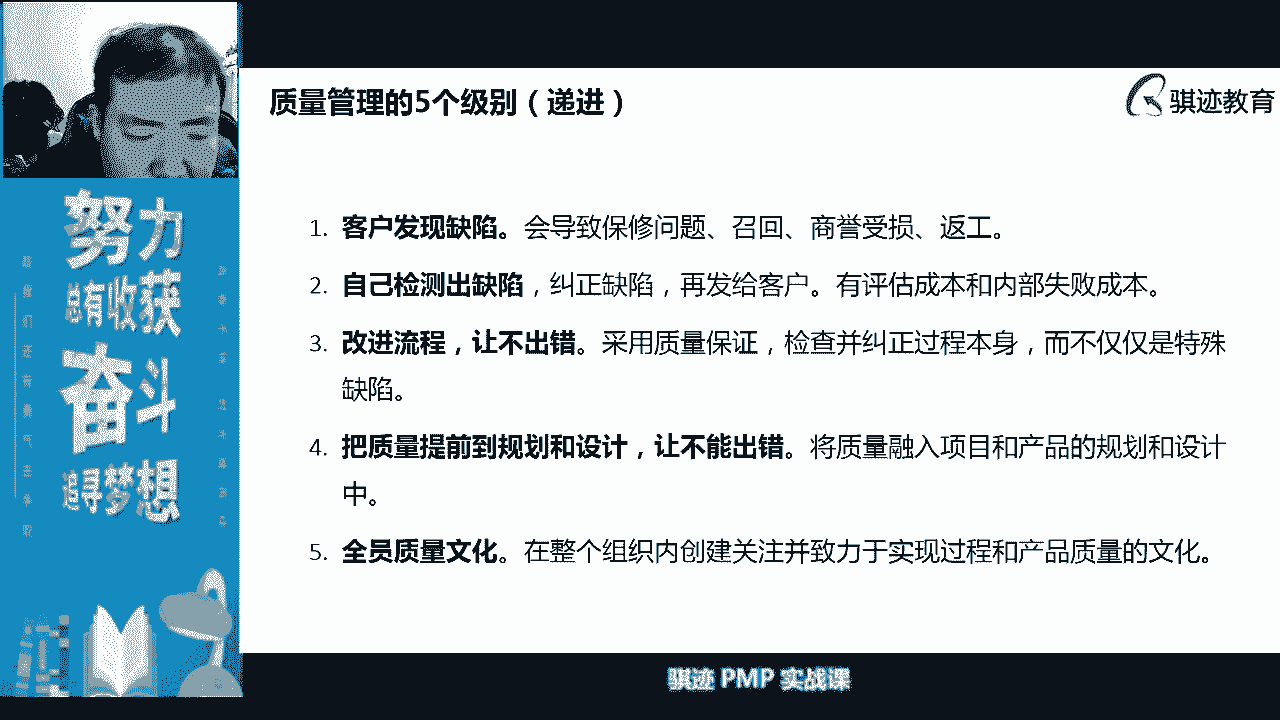 质量管理的5个级别（递进）
骐迹教育
1. 客户发现缺陷。会导致保修问题、召回、商誉受损、返工。
2. 自己检测出缺陷，纠正缺陷，再发给客户。有评估成本和内部失败成本。
3. 改进流程，让不出错。采用质量保证，检查并纠正过程本身，而不仅仅是特殊
缺陷。
4. 把质量提前到规划和设计，让不能出错。将质量融入项目和产品的规划和设计
中。
5. 全员质量文化。在整个组织内创建关注并致力于实现过程和产品质量的文化。
努力
总有收获
奋斗
追寻梦想
骐迹 PMP 实战课